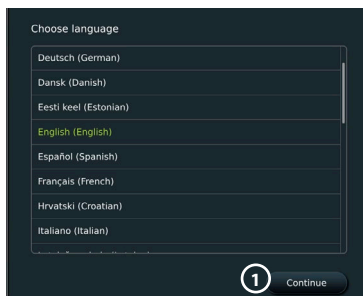 Choose language
Deutsch (German)
Dansk (Danish)
Eesti keel (Estonian)
English (English)
Español (Spanish)
Français (French)
Hrvatski (Croatian)
Italiano (Italian)
1 Continue